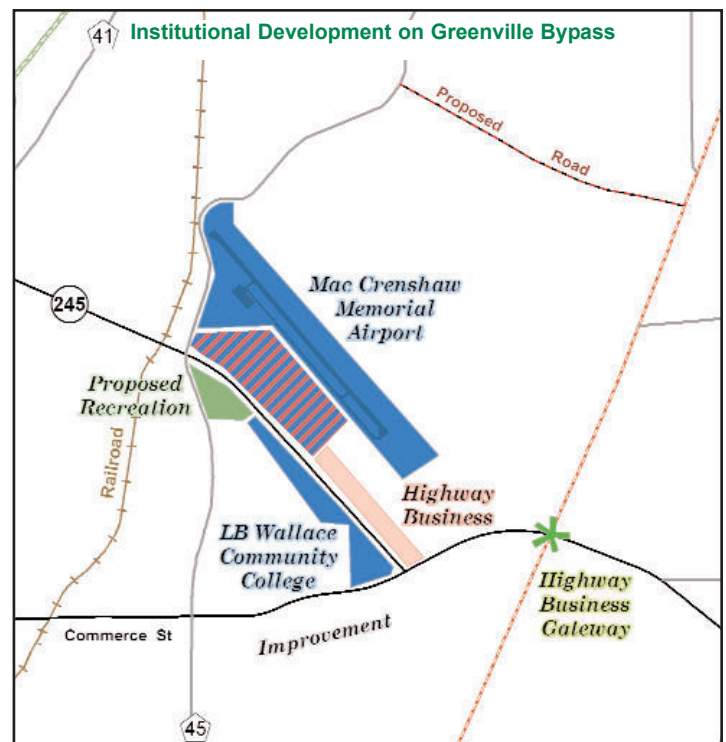 Institutional Development on Greenville Bypass
41
Proposed
Road
Mac Crenshaw
Memorial
Airport
245
Proposed
Recreation
Railroad
Highway
Business
LB Wallace
Community
College
Highway
Business
Gateway
Commerce St
Improvement
45